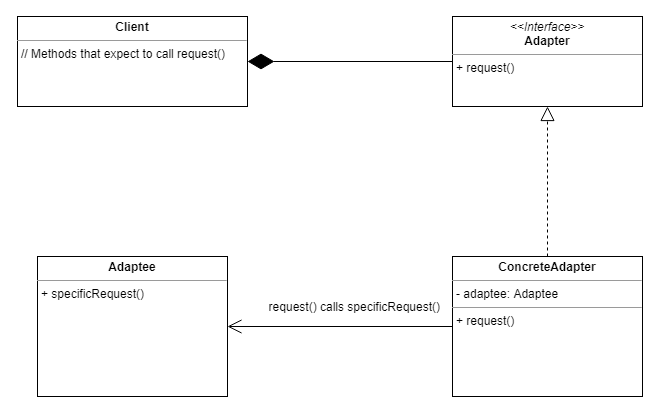 Client
// Methods that expect to call request()
<<Interface>>
Adapter
+ request()
Adaptee
+ specificRequest()
request() calls specificRequest()
ConcreteAdapter
- adaptee: Adaptee
+ request()